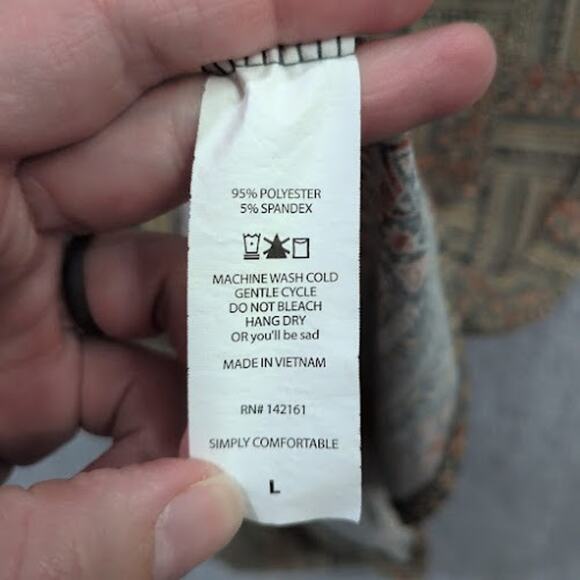 95% POLYESTER
5% SPANDEX
MACHINE WASH COLD
GENTLE CYCLE
DO NOT BLEACH
HANG DRY
OR you'll be sad
MADE IN VIETNAM
RN# 142161
SIMPLY COMFORTABLE
L